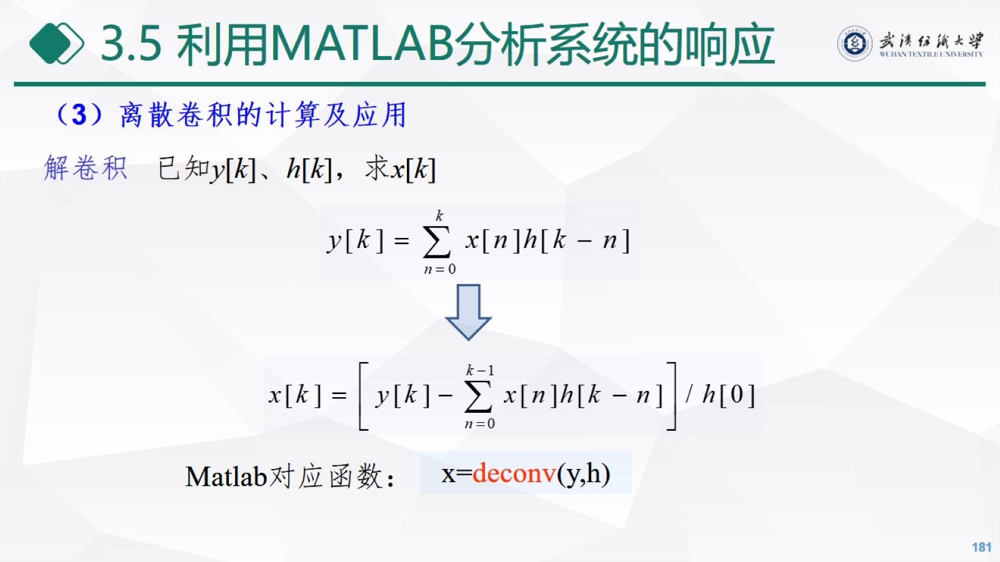 3.5 利用MATLAB分析系统的响应
武汉纺织大学
WUHAN TEXTILE UNIVERSITY
（3）离散卷积的计算及应用
解卷积 已知y[k]、h[k]，求x[k]
y[k] = \sum_{n=0}^{k} x[n]h[k − n]
x[k] = [ y[k] − \sum_{n=0}^{k−1} x[n]h[k − n] ] / h[0]
Matlab对应函数： x=deconv(y,h)
181